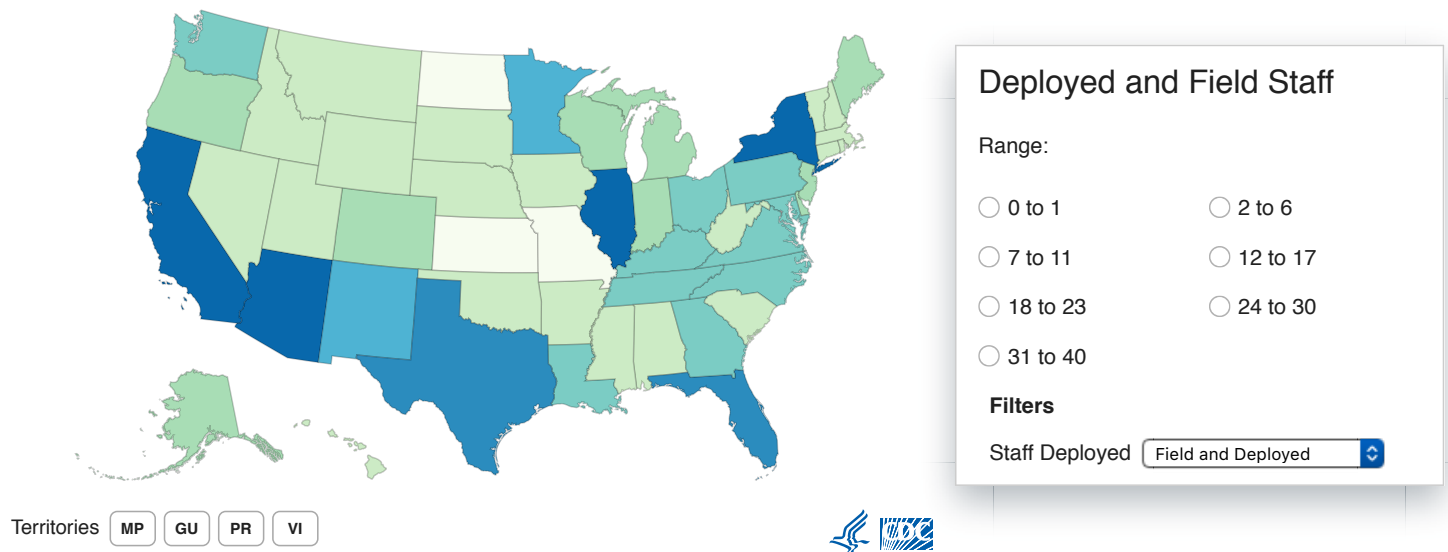 Deployed and Field Staff
Range:
0 to 1
2 to 6
7 to 11
12 to 17
18 to 23
24 to 30
31 to 40
Filters
Staff Deployed Field and Deployed
Territories MP GU PR VI
CDC